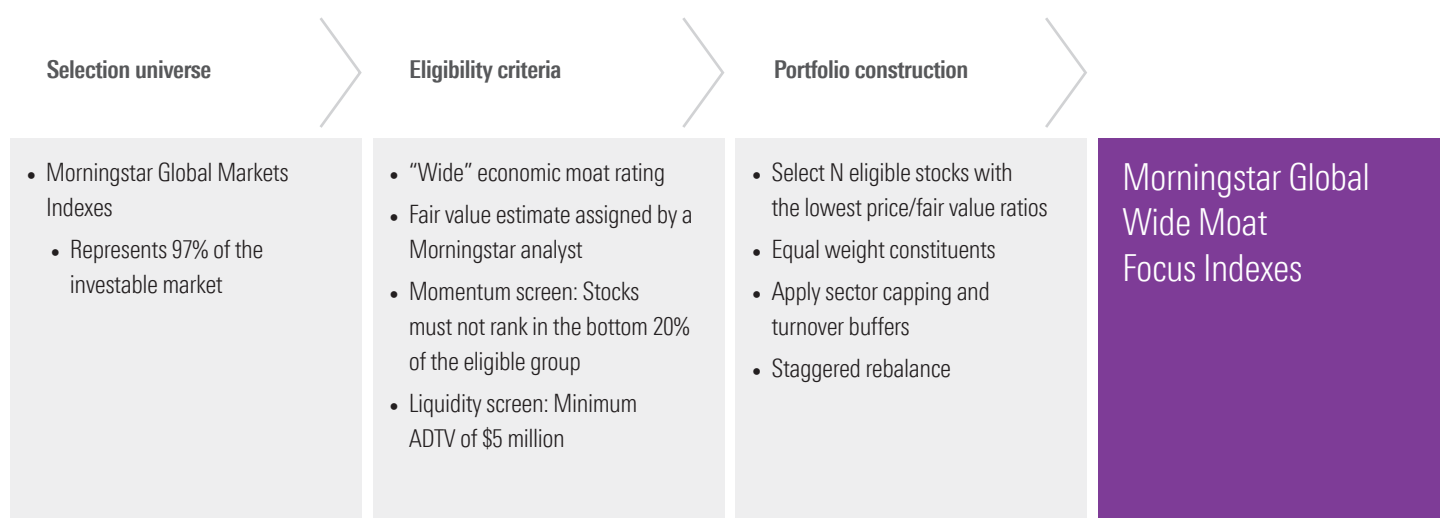 Selection universe
Eligibility criteria
Portfolio construction
• Morningstar Global Markets
Indexes
• Represents 97% of the
investable market
• “Wide” economic moat rating
• Fair value estimate assigned by a
Morningstar analyst
• Momentum screen: Stocks
must not rank in the bottom 20%
of the eligible group
• Liquidity screen: Minimum
ADTV of $5 million
• Select N eligible stocks with
the lowest price/fair value ratios
• Equal weight constituents
• Apply sector capping and
turnover buffers
• Staggered rebalance
Morningstar Global
Wide Moat
Focus Indexes